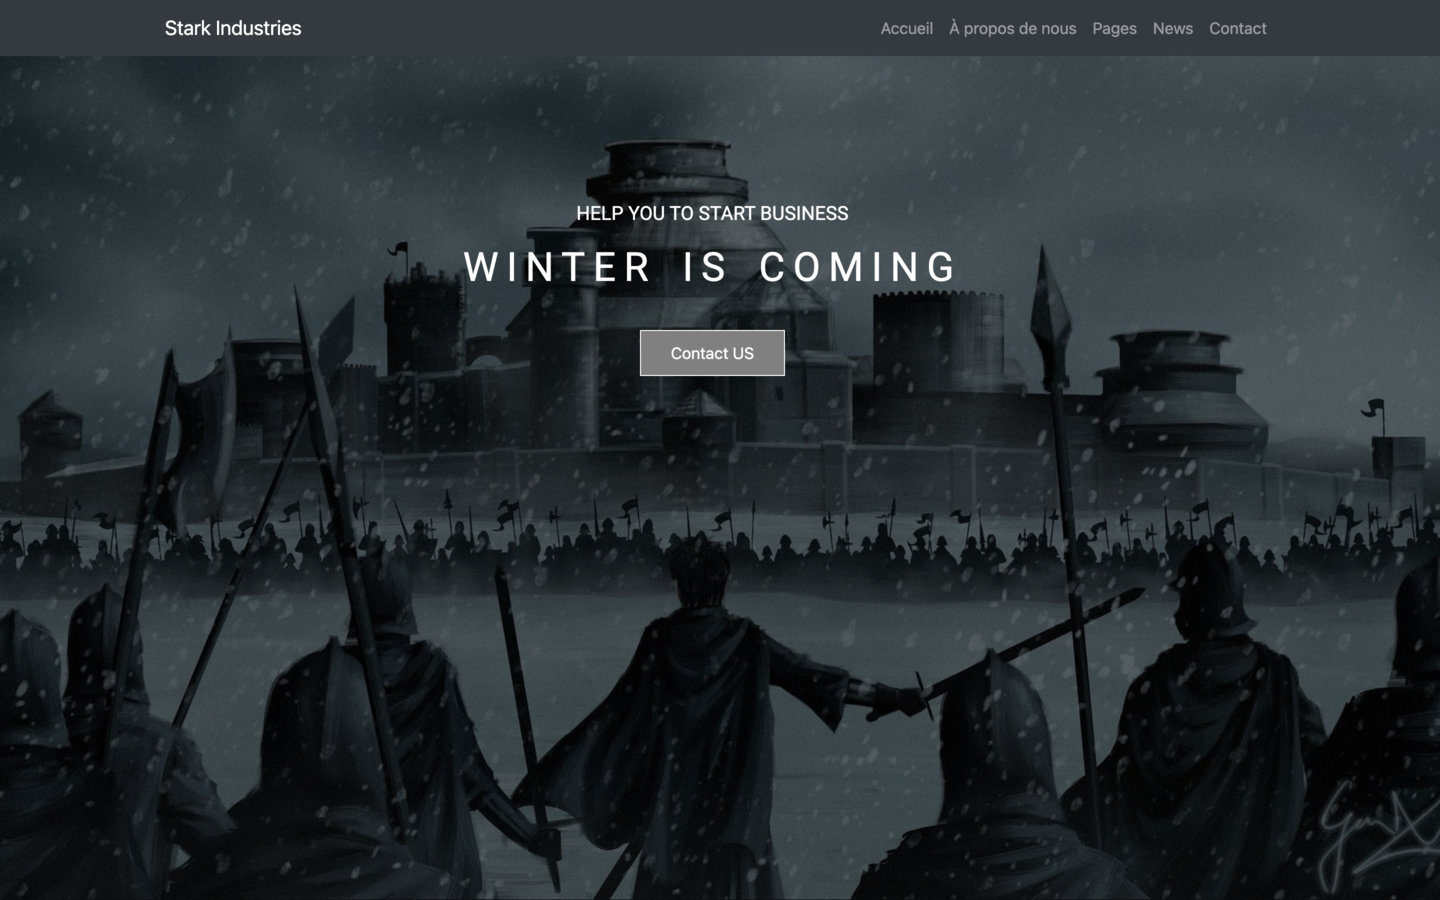 Stark Industries
Accueil À propos de nous Pages News Contact
HELP YOU TO START BUSINESS
WINTER IS COMING
Contact US